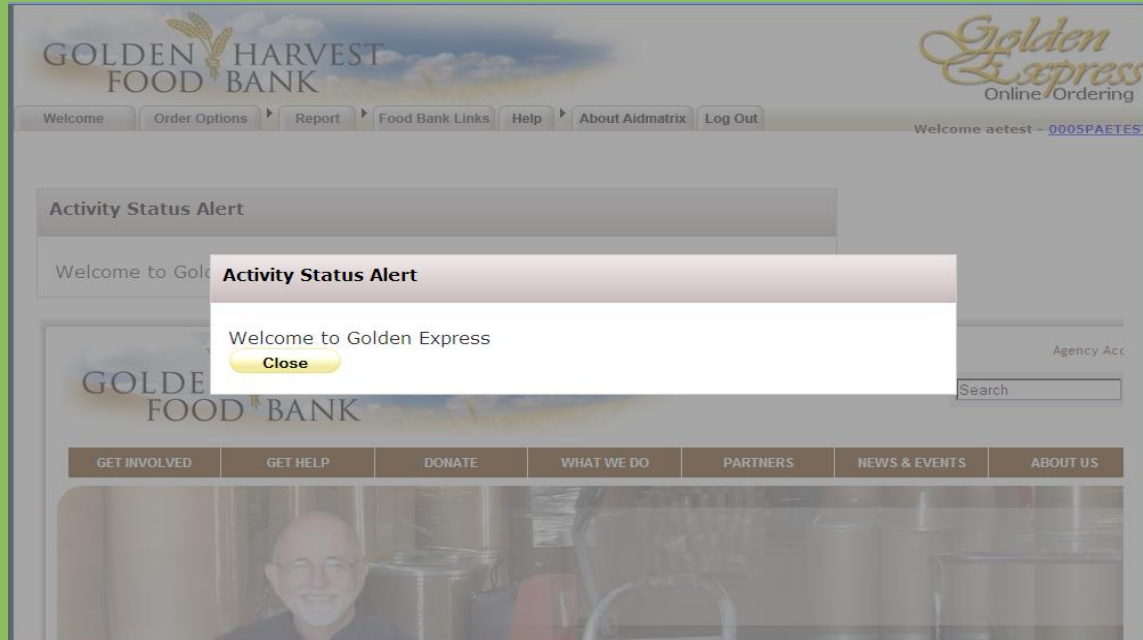 GOLDEN HARVEST
FOOD BANK
Golden
Express
Online Ordering
Welcome Order Options Report Food Bank Links Help About Aidmatrix Log Out
Welcome aetest - 0005PAETES
Activity Status Alert
Welcome to Gol
Activity Status Alert
Welcome to Golden Express
Close
Agency Acc
GOLDE
FOOD BANK
Search
GET INVOLVED GET HELP DONATE WHAT WE DO PARTNERS NEWS & EVENTS ABOUT US